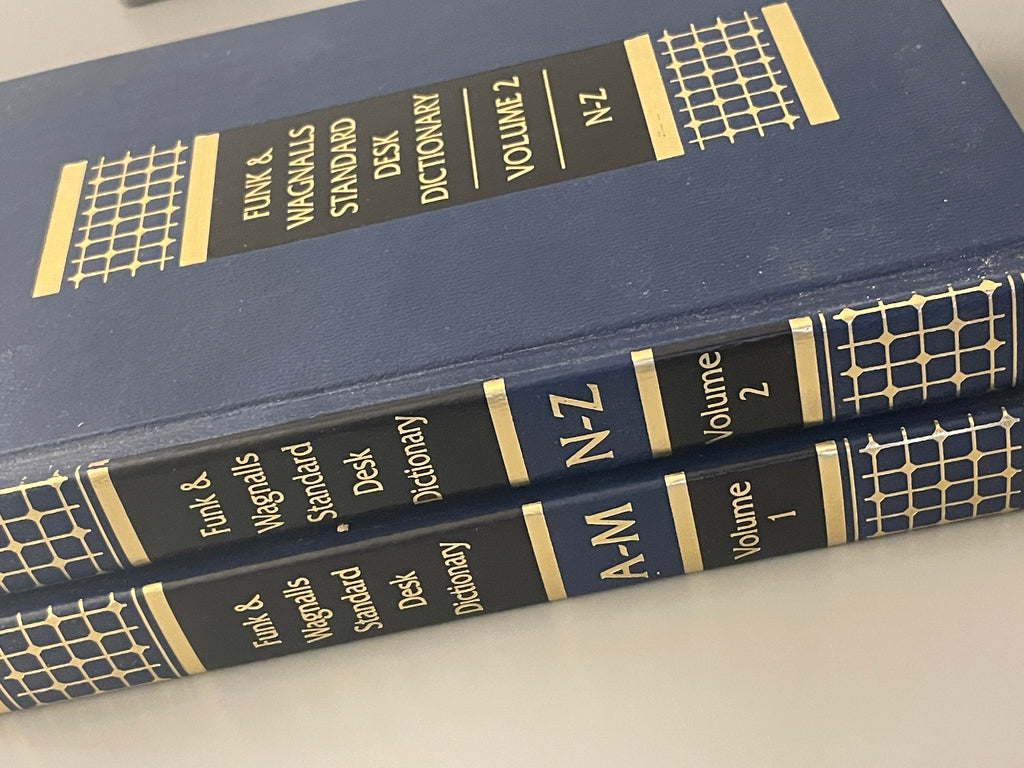 FUNK &
WAGNALLS
STANDARD
DESK
DICTIONARY
VOLUME 2
N-Z
Funk &
Wagnalls
Standard
Desk
Dictionary
N-Z
Volume
2
Funk &
Wagnalls
Standard
Desk
Dictionary
A-M
Volume
1